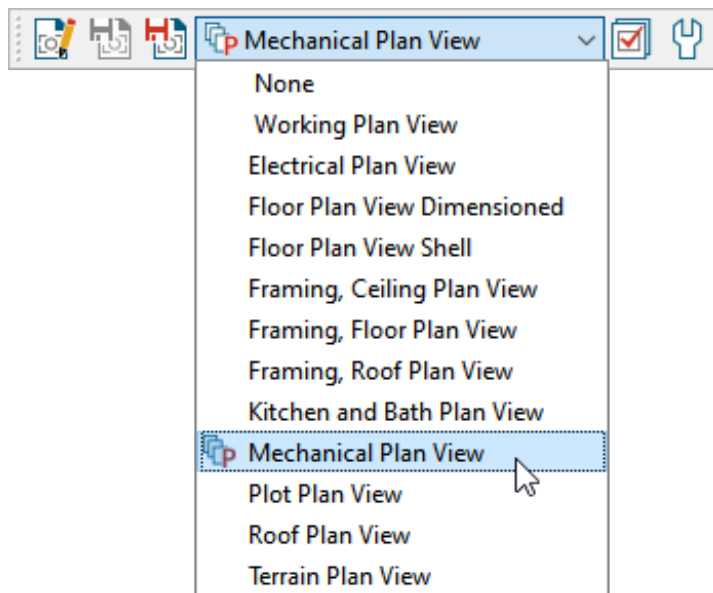 Mechanical Plan View
None
Working Plan View
Electrical Plan View
Floor Plan View Dimensioned
Floor Plan View Shell
Framing, Ceiling Plan View
Framing, Floor Plan View
Framing, Roof Plan View
Kitchen and Bath Plan View
Mechanical Plan View
Plot Plan View
Roof Plan View
Terrain Plan View